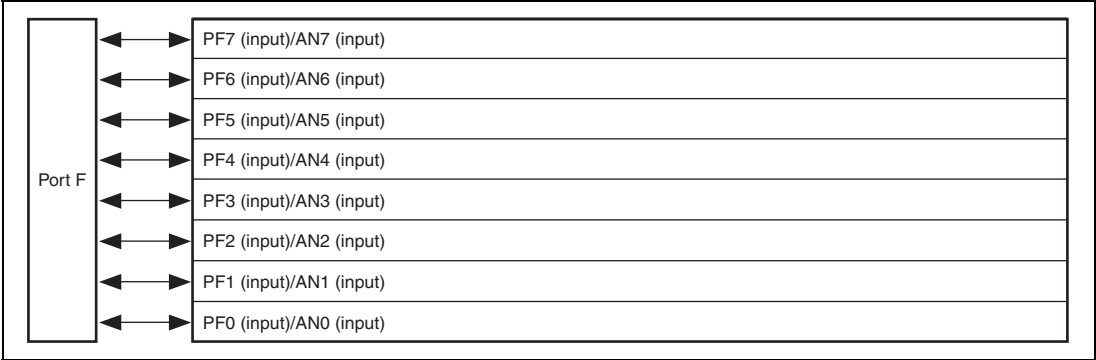 Port F
PF7 (input)/AN7 (input)
PF6 (input)/AN6 (input)
PF5 (input)/AN5 (input)
PF4 (input)/AN4 (input)
PF3 (input)/AN3 (input)
PF2 (input)/AN2 (input)
PF1 (input)/AN1 (input)
PF0 (input)/AN0 (input)